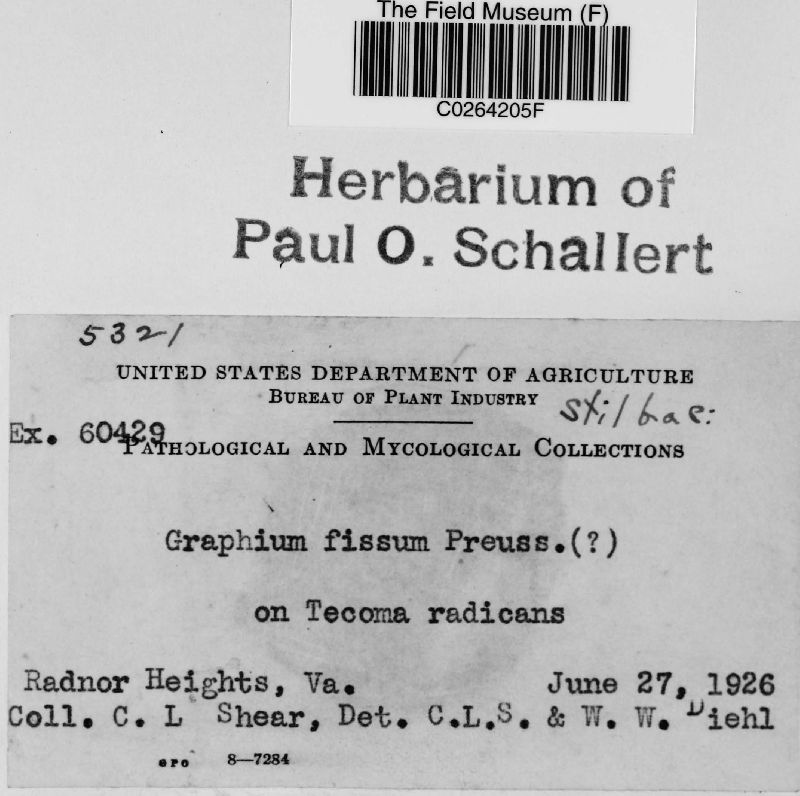 The Field Museum (F)
C0264205F
Herbarium of
Paul O. Schallert
5321
UNITED STATES DEPARTMENT OF AGRICULTURE
BUREAU OF PLANT INDUSTRY
Stilbac:
Ex. 60429
PATHOLOGICAL AND MYCOLOGICAL COLLECTIONS
Graphium fissum Preuss.(?)
on Tecoma radicans
Radnor Heights, Va. June 27, 1926
Coll. C. L Shear, Det. C.L.S. & W. W. Diehl
GPO 8—7284